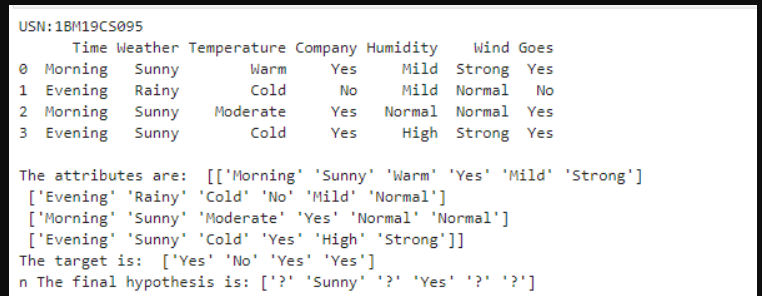 USN:1BM19CS095
Time Weather Temperature Company Humidity Wind Goes
0 Morning Sunny Warm Yes Mild Strong Yes
1 Evening Rainy Cold No Mild Normal No
2 Morning Sunny Moderate Yes Normal Normal Yes
3 Evening Sunny Cold Yes High Strong Yes
The attributes are: [['Morning' 'Sunny' 'Warm' 'Yes' 'Mild' 'Strong']
['Evening' 'Rainy' 'Cold' 'No' 'Mild' 'Normal']
['Morning' 'Sunny' 'Moderate' 'Yes' 'Normal' 'Normal']
['Evening' 'Sunny' 'Cold' 'Yes' 'High' 'Strong']]
The target is: ['Yes' 'No' 'Yes' 'Yes']
n The final hypothesis is: ['?' 'Sunny' '?' 'Yes' '?' '?']